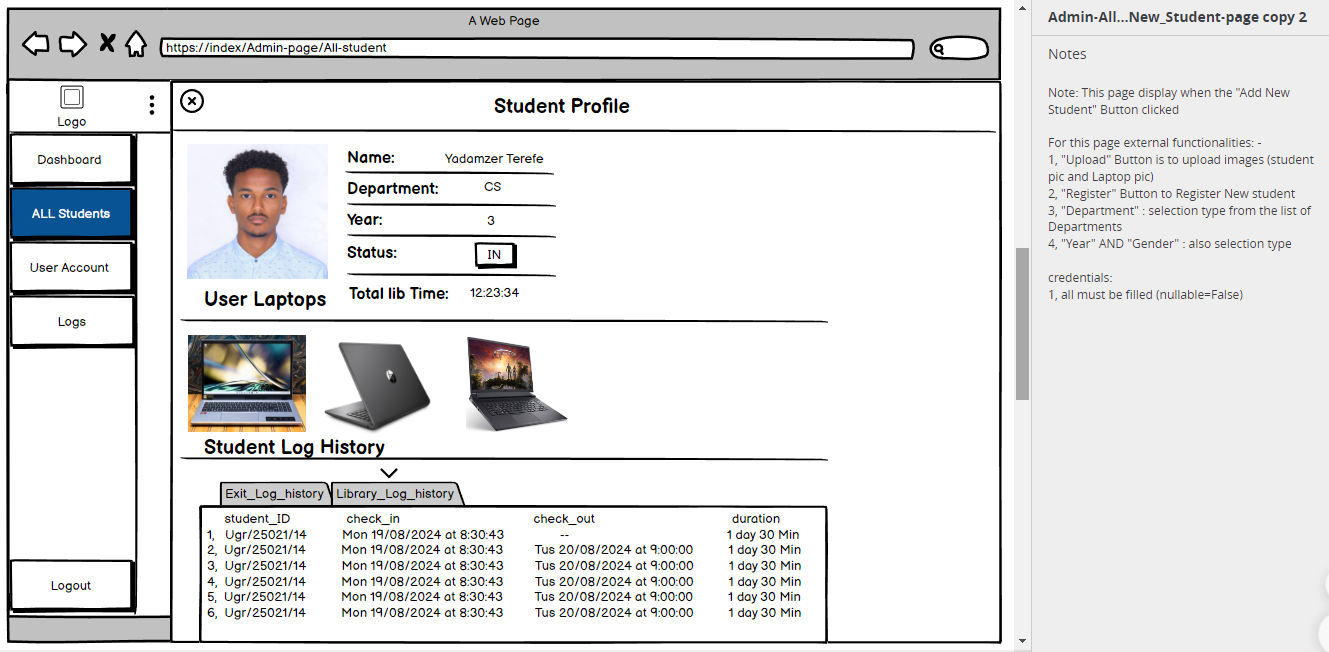 A Web Page
https://index/Admin-page/All-student
Logo
Dashboard
ALL Students
User Account
Logs
Logout
Student Profile
Name: Yadamzer Terefe
Department: CS
Year: 3
Status: IN
Total lib Time: 12:23:34
User Laptops
Student Log History
Exit_Log_history Library_Log_history
student_ID check_in check_out duration
1, Ugr/25021/14 Mon 19/08/2024 at 8:30:43 -- 1 day 30 Min
2, Ugr/25021/14 Mon 19/08/2024 at 8:30:43 Tus 20/08/2024 at 9:00:00 1 day 30 Min
3, Ugr/25021/14 Mon 19/08/2024 at 8:30:43 Tus 20/08/2024 at 9:00:00 1 day 30 Min
4, Ugr/25021/14 Mon 19/08/2024 at 8:30:43 Tus 20/08/2024 at 9:00:00 1 day 30 Min
5, Ugr/25021/14 Mon 19/08/2024 at 8:30:43 Tus 20/08/2024 at 9:00:00 1 day 30 Min
6, Ugr/25021/14 Mon 19/08/2024 at 8:30:43 Tus 20/08/2024 at 9:00:00 1 day 30 Min
Admin-All...New_Student-page copy 2
Notes
Note: This page display when the "Add New
Student" Button clicked
For this page external functionalities: -
1, "Upload" Button is to upload images (student
pic and Laptop pic)
2, "Register" Button to Register New student
3, "Department" : selection type from the list of
Departments
4, "Year" AND "Gender" : also selection type
credentials:
1, all must be filled (nullable=False)